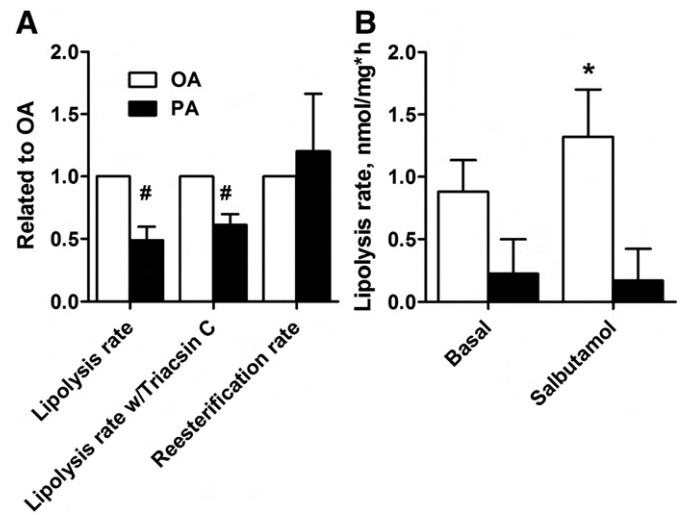 A
Related to OA
2.0
1.5
1.0
0.5
0.0
OA
PA
#
#
Lipolysis rate
Lipolysis rate w/Triacsin C
Reesterification rate
B
Lipolysis rate, nmol/mg*h
2.0
1.5
1.0
0.5
0.0
*
Basal
Salbutamol